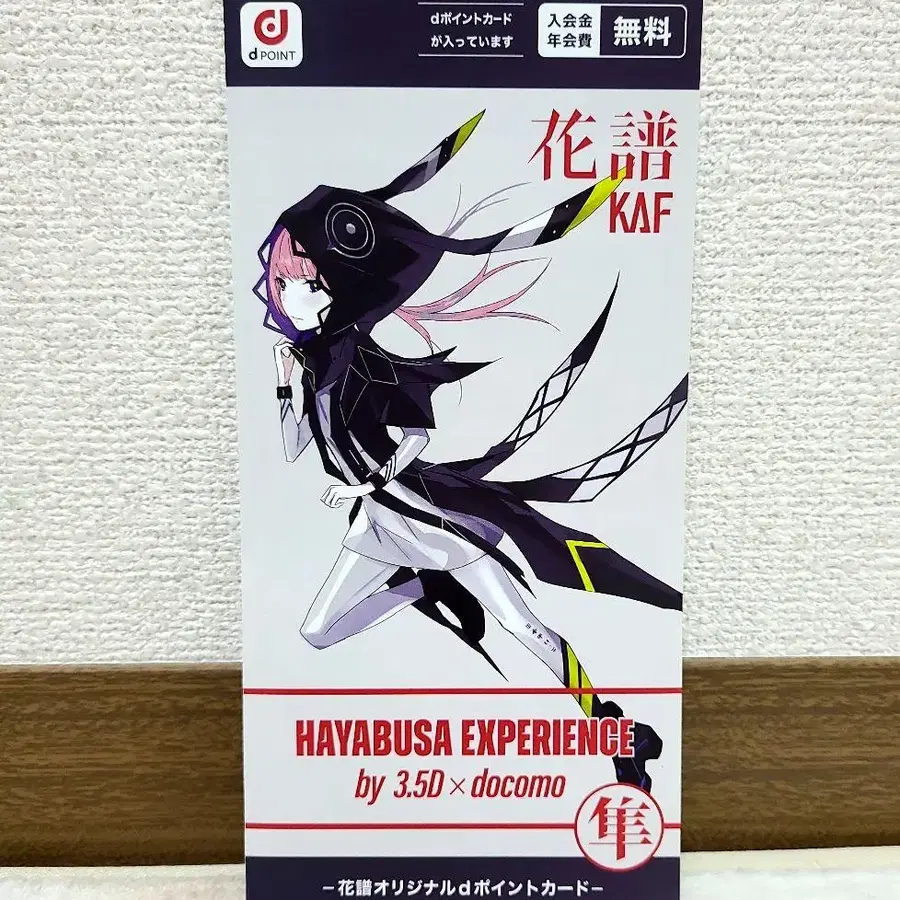 d POINT
dポイントカード
が入っています
入会金
年会費
無料
花譜
KAF
HAYABUSA EXPERIENCE
by 3.5D×docomo
隼
-花譜オリジナルdポイントカード-